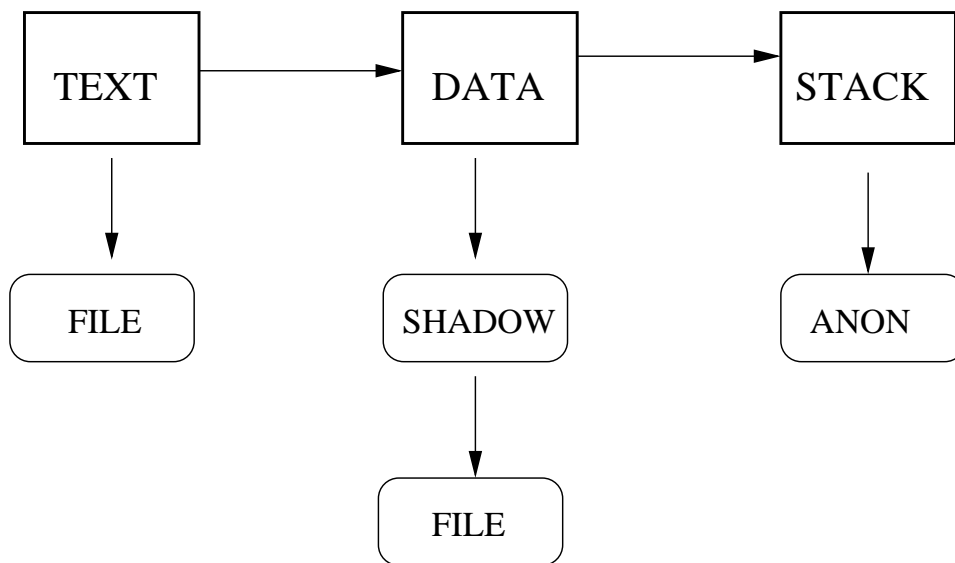 TEXT
DATA
STACK
FILE
SHADOW
ANON
FILE